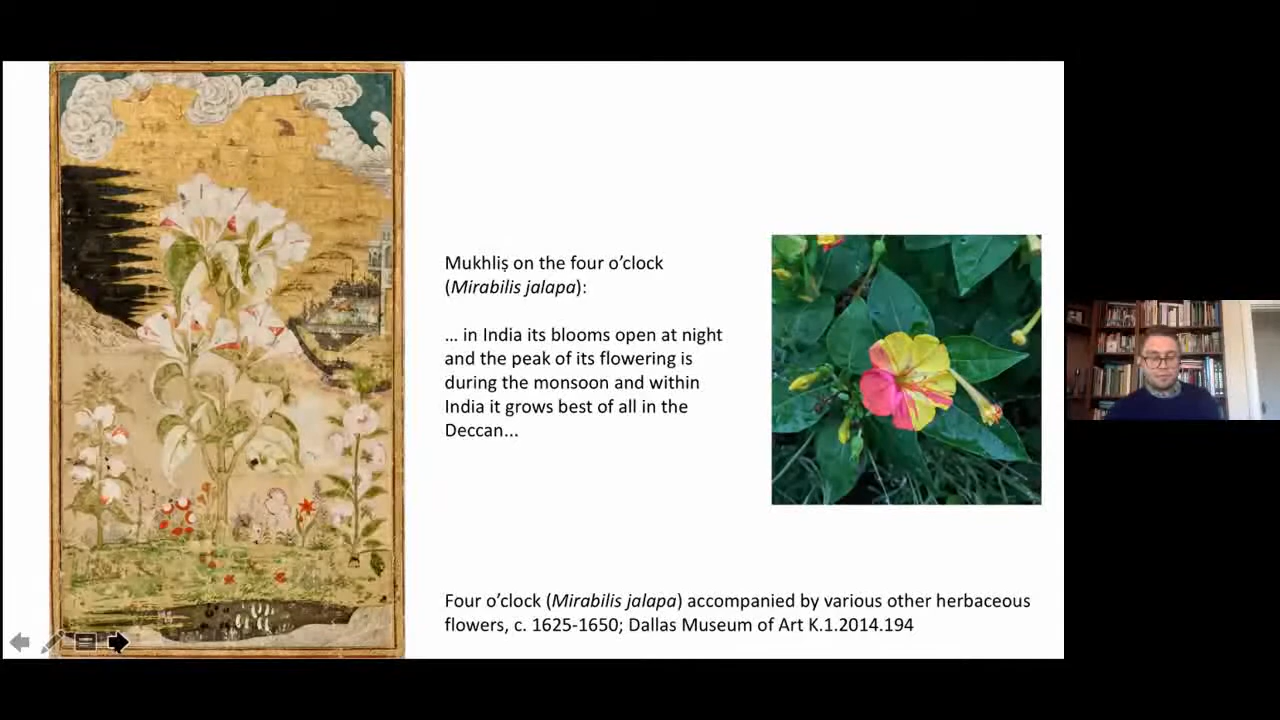 Mukhliṣ on the four o’clock
(Mirabilis jalapa):
... in India its blooms open at night
and the peak of its flowering is
during the monsoon and within
India it grows best of all in the
Deccan...
Four o’clock (Mirabilis jalapa) accompanied by various other herbaceous
flowers, c. 1625-1650; Dallas Museum of Art K.1.2014.194